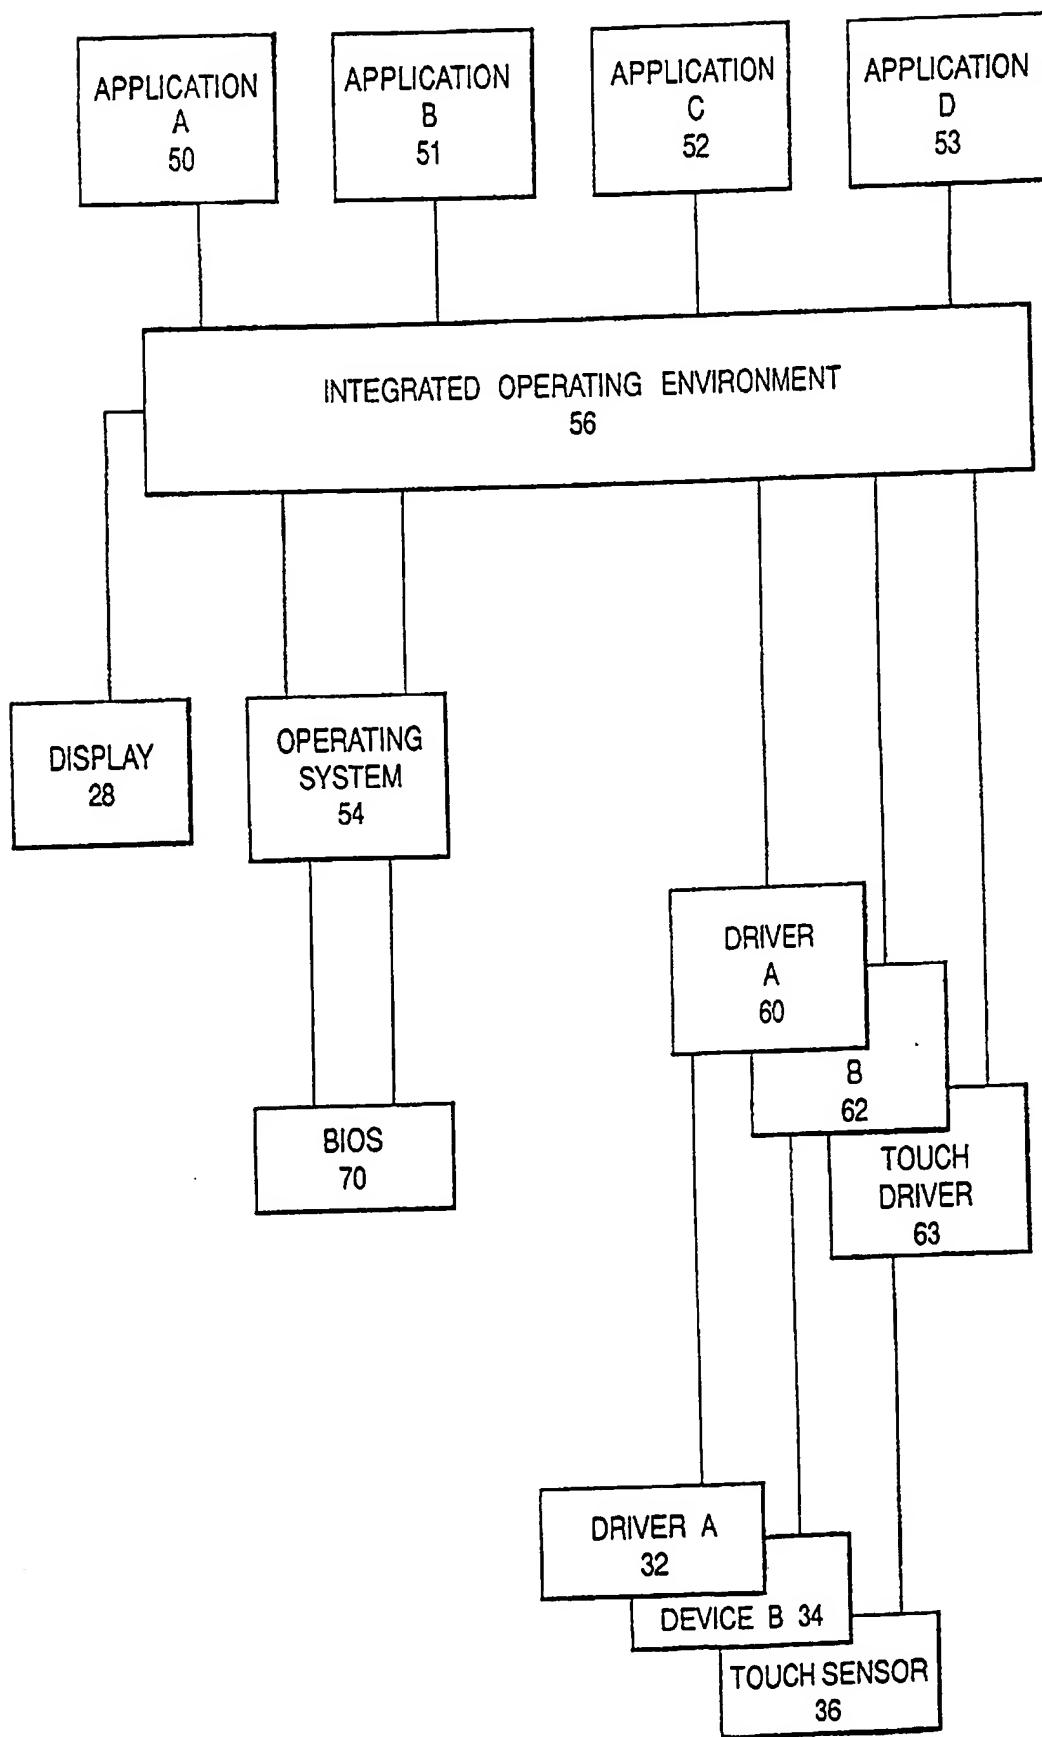 APPLICATION
A
50
APPLICATION
B
51
APPLICATION
C
52
APPLICATION
D
53
INTEGRATED OPERATING ENVIRONMENT
56
DISPLAY
28
OPERATING
SYSTEM
54
DRIVER
A
60
B
62
TOUCH
DRIVER
63
BIOS
70
DRIVER A
32
DEVICE B 34
TOUCH SENSOR
36